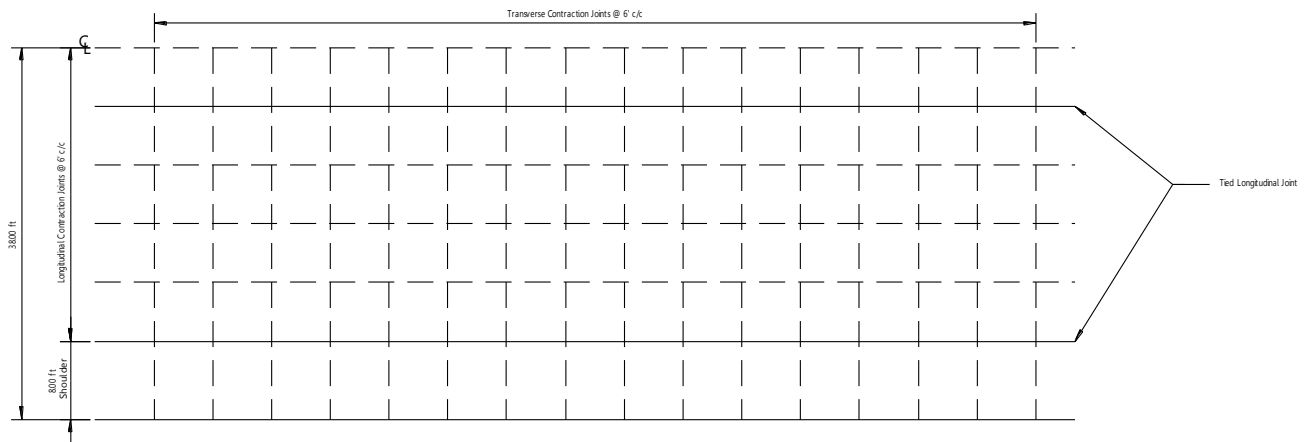 Transverse Contraction Joints @ 6' c/c
CL
Longitudinal Contraction Joints @ 6' c/c
38.00 ft
Tied Longitudinal Joint
8.00 ft
Shoulder